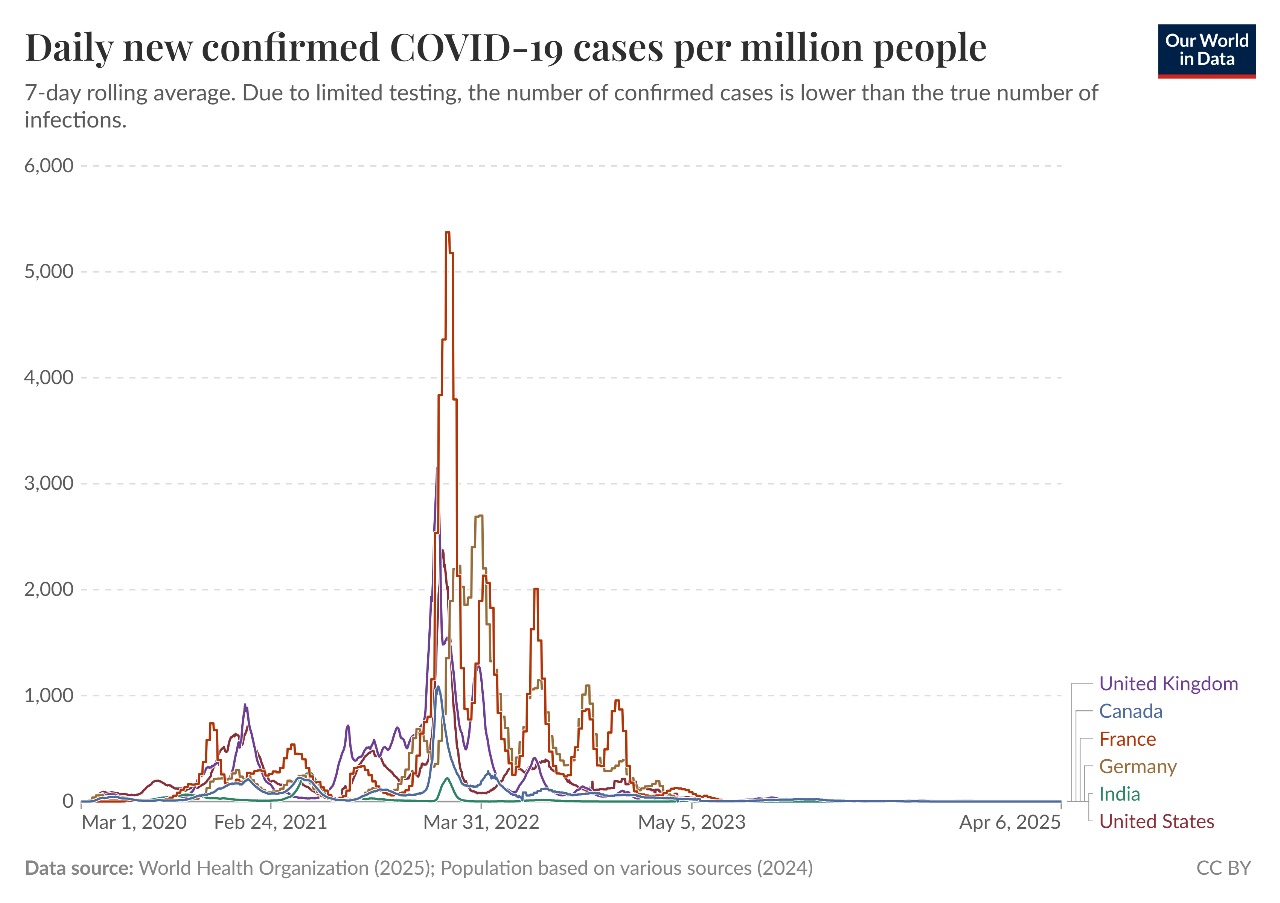 Daily new confirmed COVID-19 cases per million people
Our World
in Data
7-day rolling average. Due to limited testing, the number of confirmed cases is lower than the true number of
infections.
6,000
5,000
4,000
3,000
2,000
1,000
0
Mar 1, 2020
Feb 24, 2021
Mar 31, 2022
May 5, 2023
Apr 6, 2025
United Kingdom
Canada
France
Germany
India
United States
Data source: World Health Organization (2025); Population based on various sources (2024)
CC BY